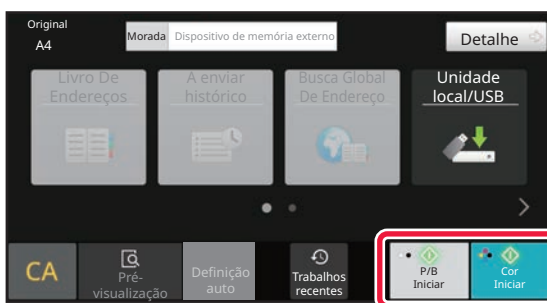 Original
A4
Morada Dispositivo de memória externo
Detalhe
Livro De
Endereços
A enviar
histórico
Busca Global
De Endereço
Unidade
local/USB
CA
Pré-
visualização
Definição
auto
Trabalhos
recentes
P/B
Iniciar
Cor
Iniciar